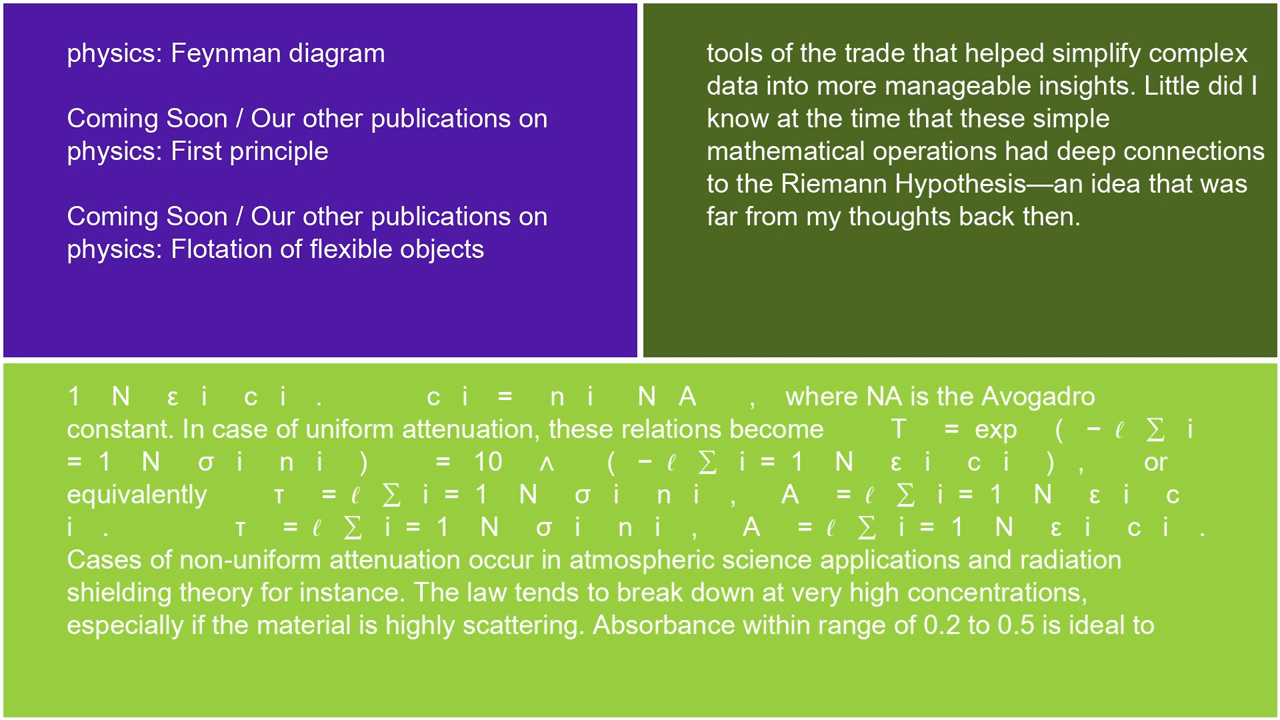 physics: Feynman diagram
Coming Soon / Our other publications on
physics: First principle
Coming Soon / Our other publications on
physics: Flotation of flexible objects
tools of the trade that helped simplify complex
data into more manageable insights. Little did I
know at the time that these simple
mathematical operations had deep connections
to the Riemann Hypothesis—an idea that was
far from my thoughts back then.
1 N ε i c i . c i = n i N A , where NA is the Avogadro
constant. In case of uniform attenuation, these relations become T = exp ( − ℓ ∑ i
= 1 N σ i n i ) = 10 ∧ ( − ℓ ∑ i = 1 N ε i c i ) , or
equivalently τ = ℓ ∑ i = 1 N σ i n i , A = ℓ ∑ i = 1 N ε i c
i . τ = ℓ ∑ i = 1 N σ i n i , A = ℓ ∑ i = 1 N ε i c i .
Cases of non-uniform attenuation occur in atmospheric science applications and radiation
shielding theory for instance. The law tends to break down at very high concentrations,
especially if the material is highly scattering. Absorbance within range of 0.2 to 0.5 is ideal to